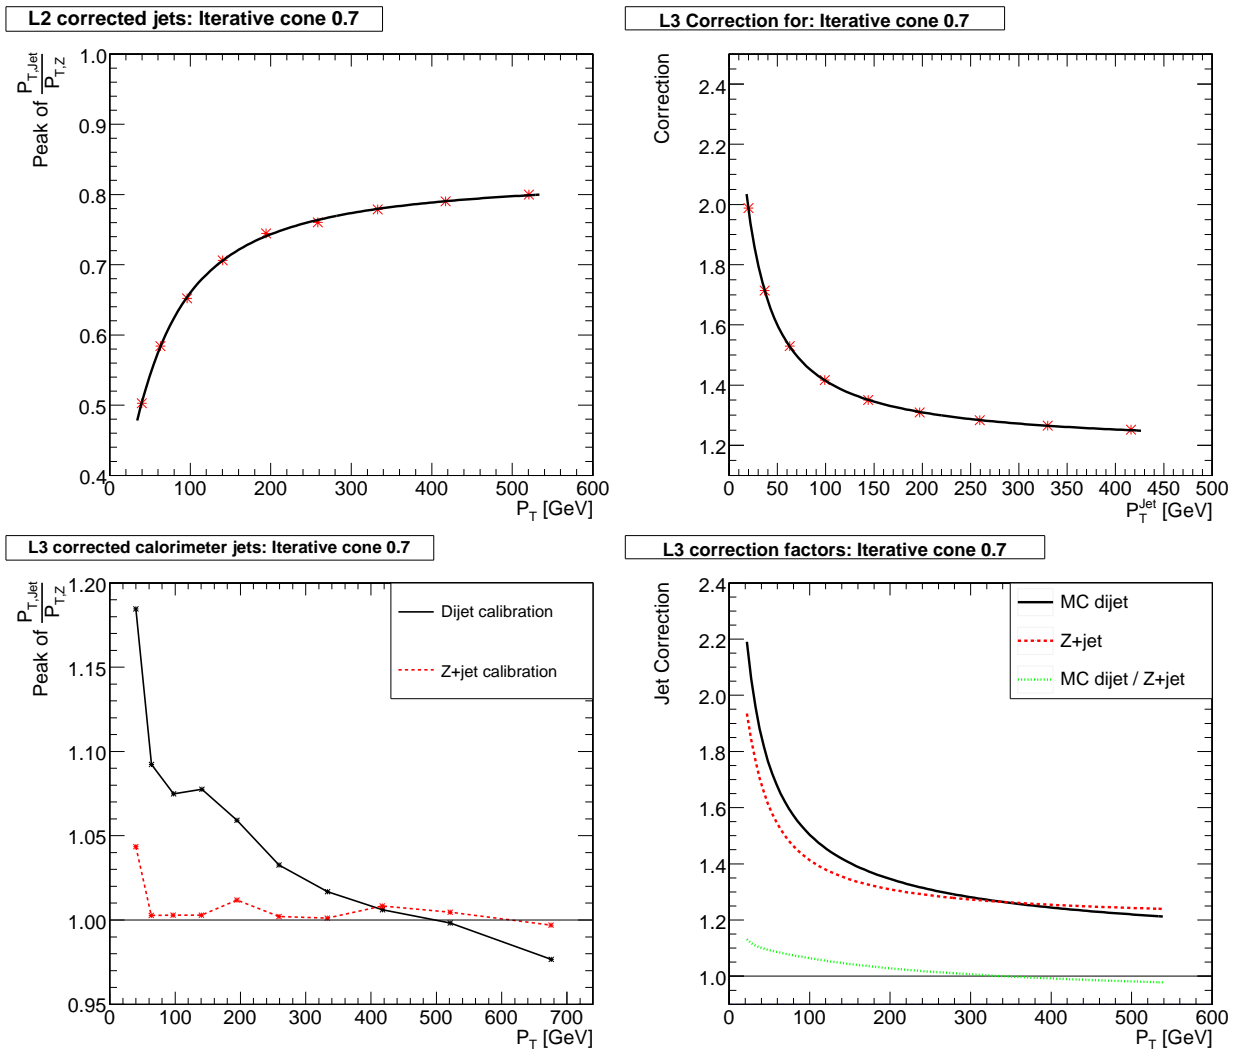 L2 corrected jets: Iterative cone 0.7
Peak of P_T,Jet / P_T,Z
1.0
0.9
0.8
0.7
0.6
0.5
0.4
0 100 200 300 400 500 600
P_T [GeV]
L3 Correction for: Iterative cone 0.7
Correction
2.4
2.2
2.0
1.8
1.6
1.4
1.2
0 50 100 150 200 250 300 350 400 450 500
P_T^Jet [GeV]
L3 corrected calorimeter jets: Iterative cone 0.7
Peak of P_T,Jet / P_T,Z
1.20
1.15
1.10
1.05
1.00
0.95
Dijet calibration
Z+jet calibration
0 100 200 300 400 500 600 700
P_T [GeV]
L3 correction factors: Iterative cone 0.7
Jet Correction
2.4
2.2
2.0
1.8
1.6
1.4
1.2
1.0
MC dijet
Z+jet
MC dijet / Z+jet
0 100 200 300 400 500 600
P_T [GeV]